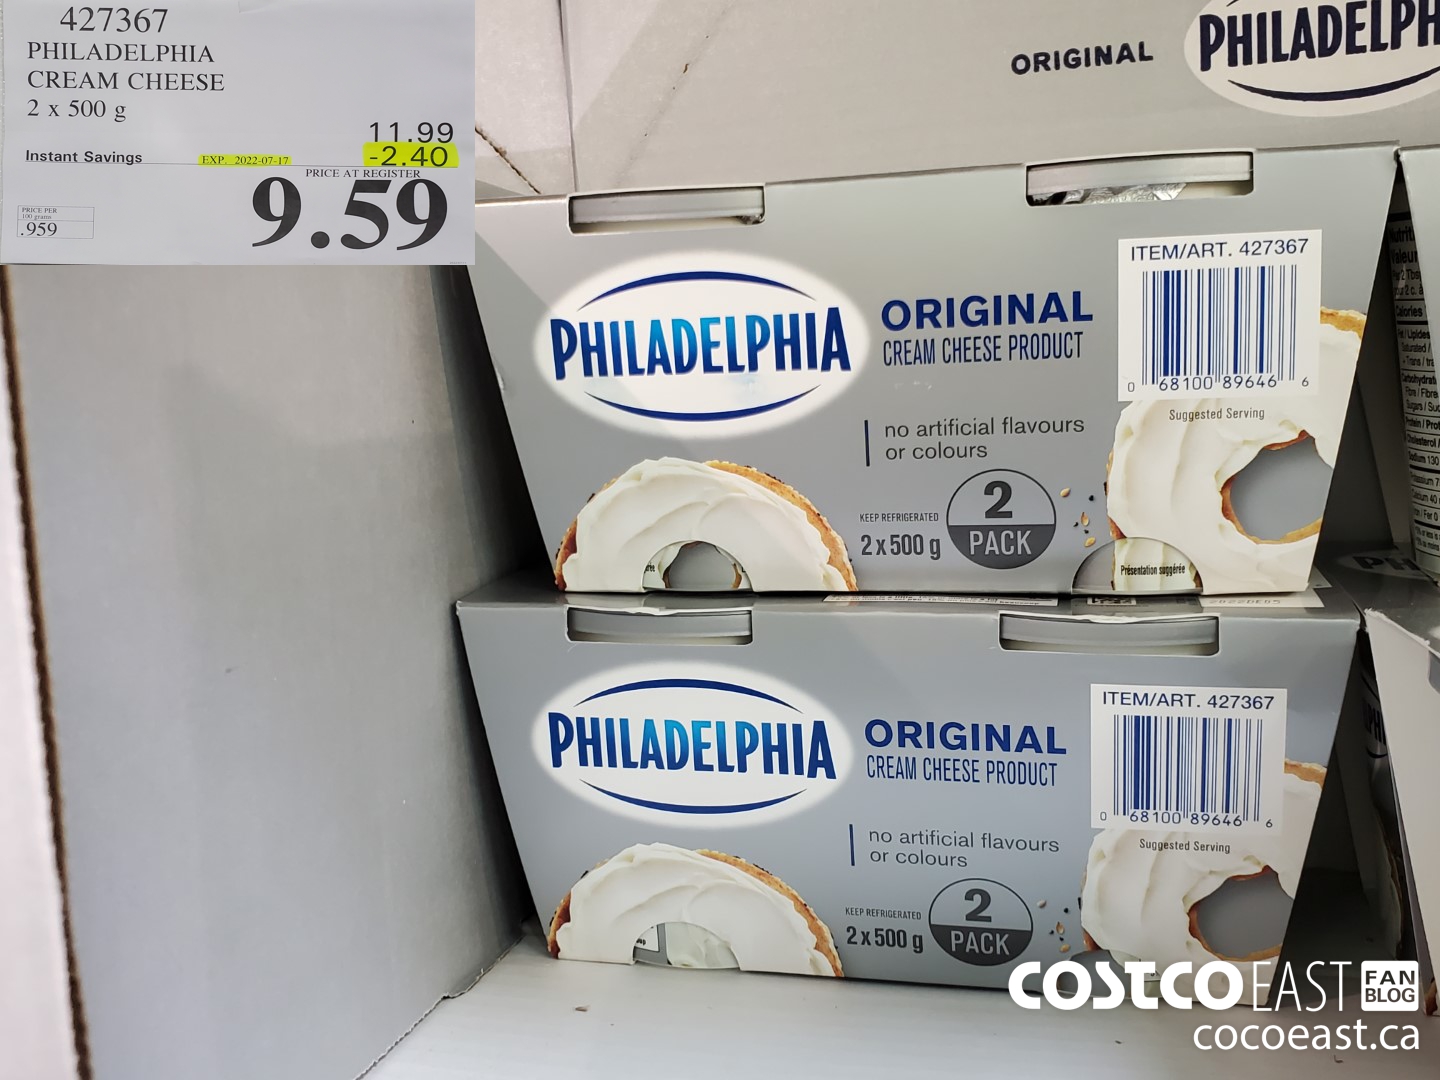 427367
PHILADELPHIA
CREAM CHEESE
2 x 500 g
11.99
Instant Savings EXP. 2022-07-17 -2.40
PRICE AT REGISTER
9.59
PRICE PER
100 grams
.959
ORIGINAL PHILADELPH
PHILADELPHIA
ORIGINAL
CREAM CHEESE PRODUCT
no artificial flavours
or colours
KEEP REFRIGERATED
2 x 500 g
2
PACK
ITEM/ART. 427367
0 68100 89646 6
Suggested Serving
Présentation suggérée
PHILADELPHIA
ORIGINAL
CREAM CHEESE PRODUCT
no artificial flavours
or colours
KEEP REFRIGERATED
2 x 500 g
2
PACK
ITEM/ART. 427367
0 68100 89646 6
Suggested Serving
COSTCO EAST FAN
BLOG
cocoeast.ca